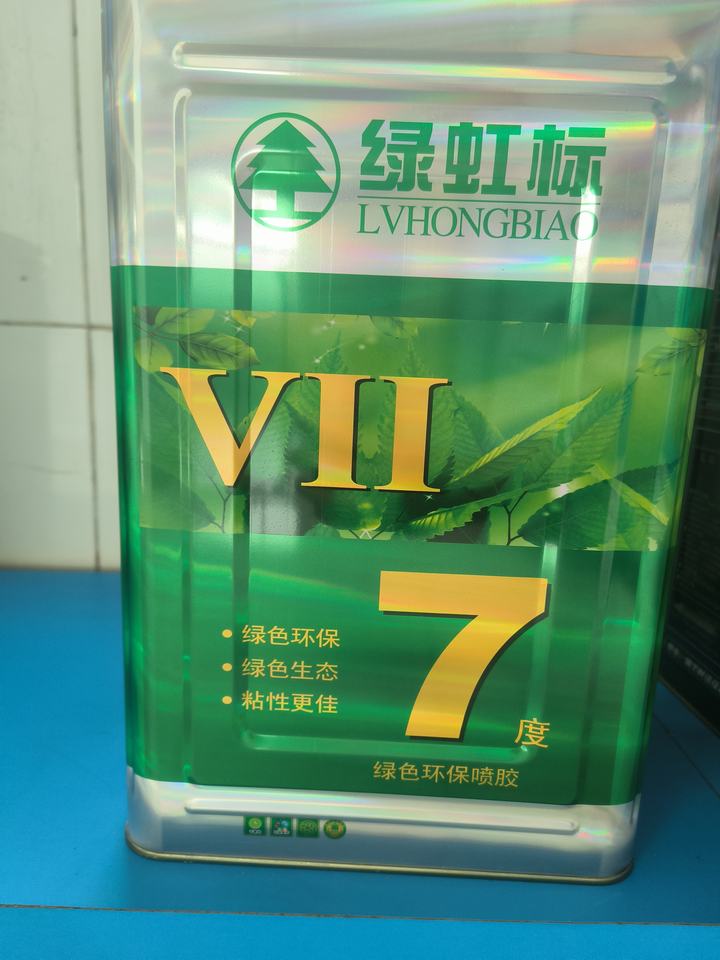 绿虹标
LVHONGBIAO
VII
7度
• 绿色环保
• 绿色生态
• 粘性更佳
绿色环保喷胶